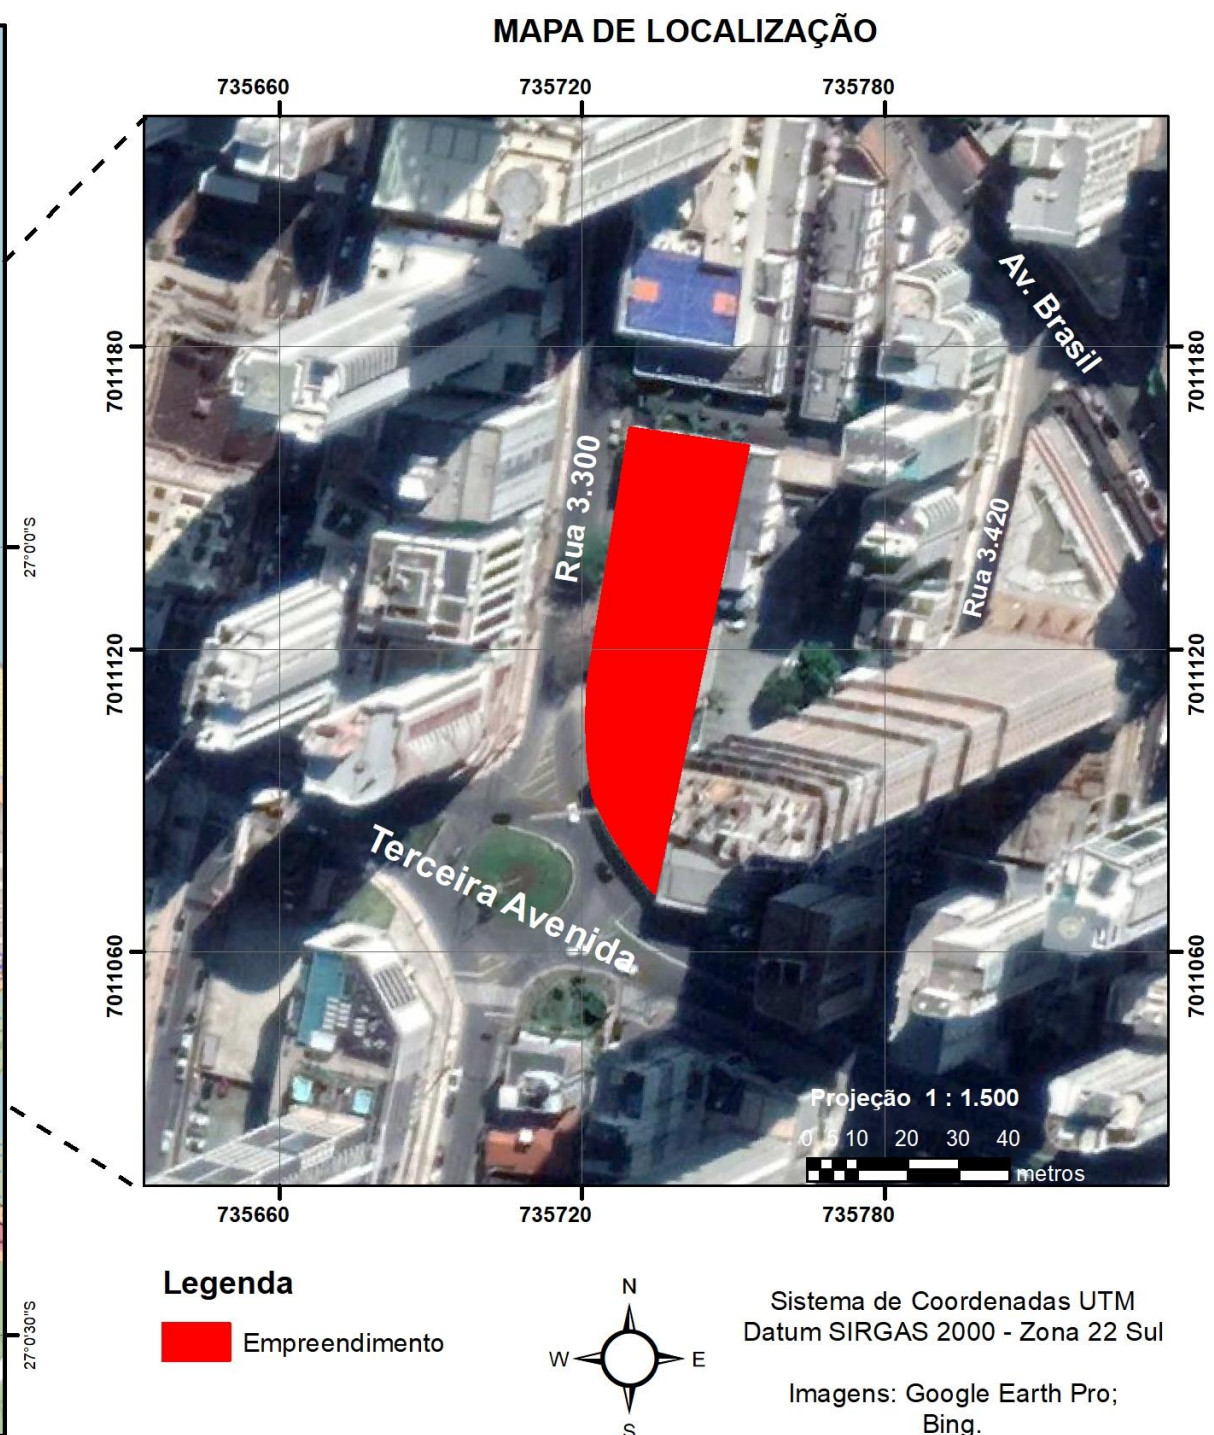 MAPA DE LOCALIZAÇÃO
735660 735720 735780
Av. Brasil
7011180 7011180
Rua 3.300
Rua 3.420
27°0'0"S
7011120 7011120
Terceira Avenida
7011060 7011060
Projeção 1 : 1.500
0 5 10 20 30 40
metros
735660 735720 735780
Legenda
Empreendimento
N
W E
S
Sistema de Coordenadas UTM
Datum SIRGAS 2000 - Zona 22 Sul
Imagens: Google Earth Pro;
Bing.
27°0'30"S